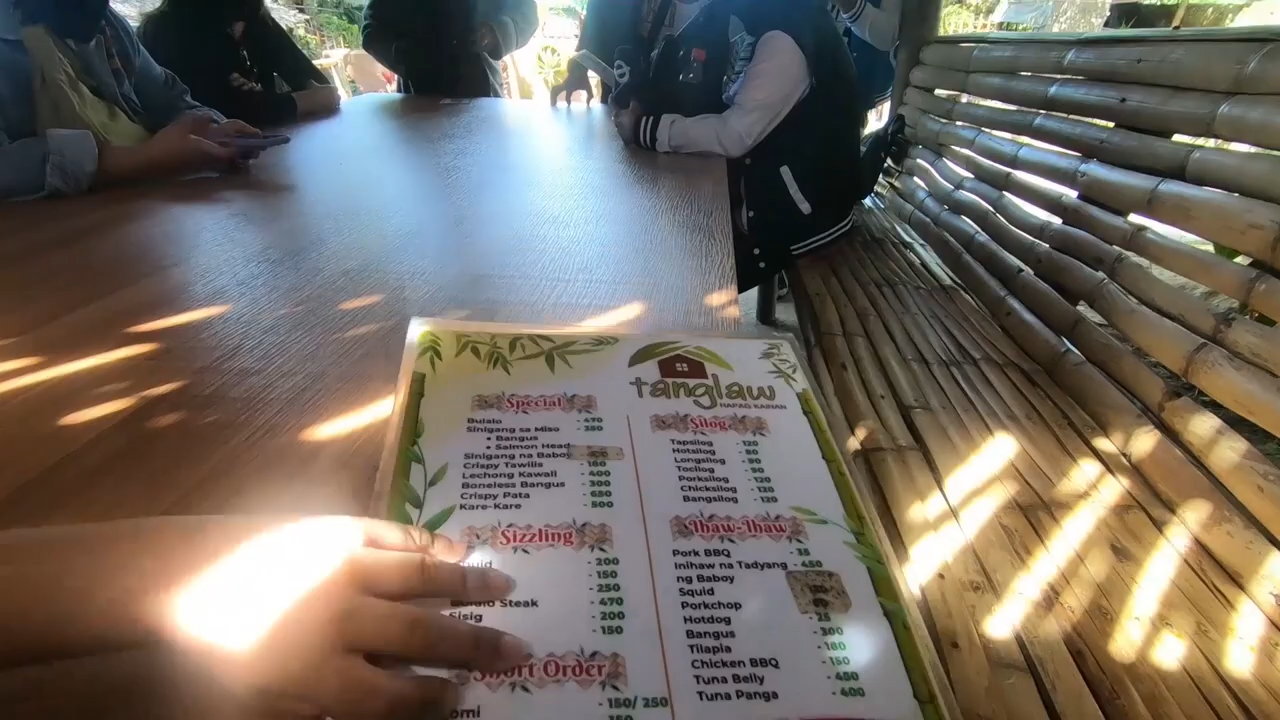 tanglaw
HAPAG KAINAN
Special
Bulalo - 470
Sinigang sa Miso - 350
• Bangus
• Salmon Head
Sinigang na Baboy
Crispy Tawilis - 180
Lechong Kawali - 400
Boneless Bangus - 300
Crispy Pata - 650
Kare-Kare - 500
Sizzling
- 200
- 150
- 250
Steak - 470
Sisig - 200
- 150
Short Order
- 150/ 250
Silog
Tapsilog - 120
Hotsilog - 80
Longsilog - 90
Tocilog - 90
Porksilog - 120
Chicksilog - 120
Bangsilog - 120
Ihaw-Ihaw
Pork BBQ - 35
Inihaw na Tadyang - 450
ng Baboy
Squid
Porkchop
Hotdog - 25
Bangus - 300
Tilapia - 180
Chicken BBQ - 150
Tuna Belly - 450
Tuna Panga - 400